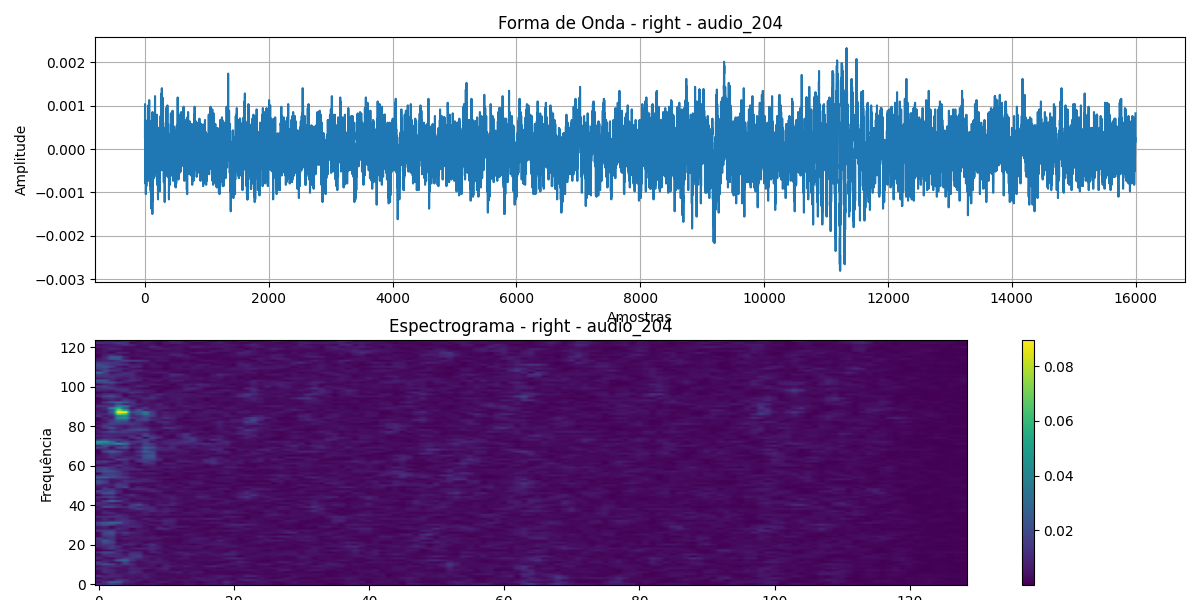 Forma de Onda - right - audio_204
Amplitude
0.002
0.001
0.000
−0.001
−0.002
−0.003
0 2000 4000 6000 8000 10000 12000 14000 16000
Amostras
Espectrograma - right - audio_204
Frequência
120
100
80
60
40
20
0
0 20 40 60 80 100 120
0.08
0.06
0.04
0.02